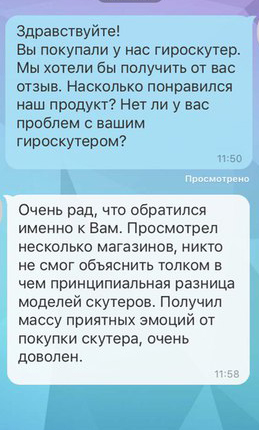 Здравствуйте!
Вы покупали у нас гироскутер.
Мы хотели бы получить от вас
отзыв. Насколько понравился
наш продукт? Нет ли у вас
проблем с вашим
гироскутером?
11:50
Просмотрено
Очень рад, что обратился
именно к Вам. Просмотрел
несколько магазинов, никто
не смог объяснить толком в
чем принципиальная разница
моделей скутеров. Получил
массу приятных эмоций от
покупки скутера, очень
доволен.
11:58